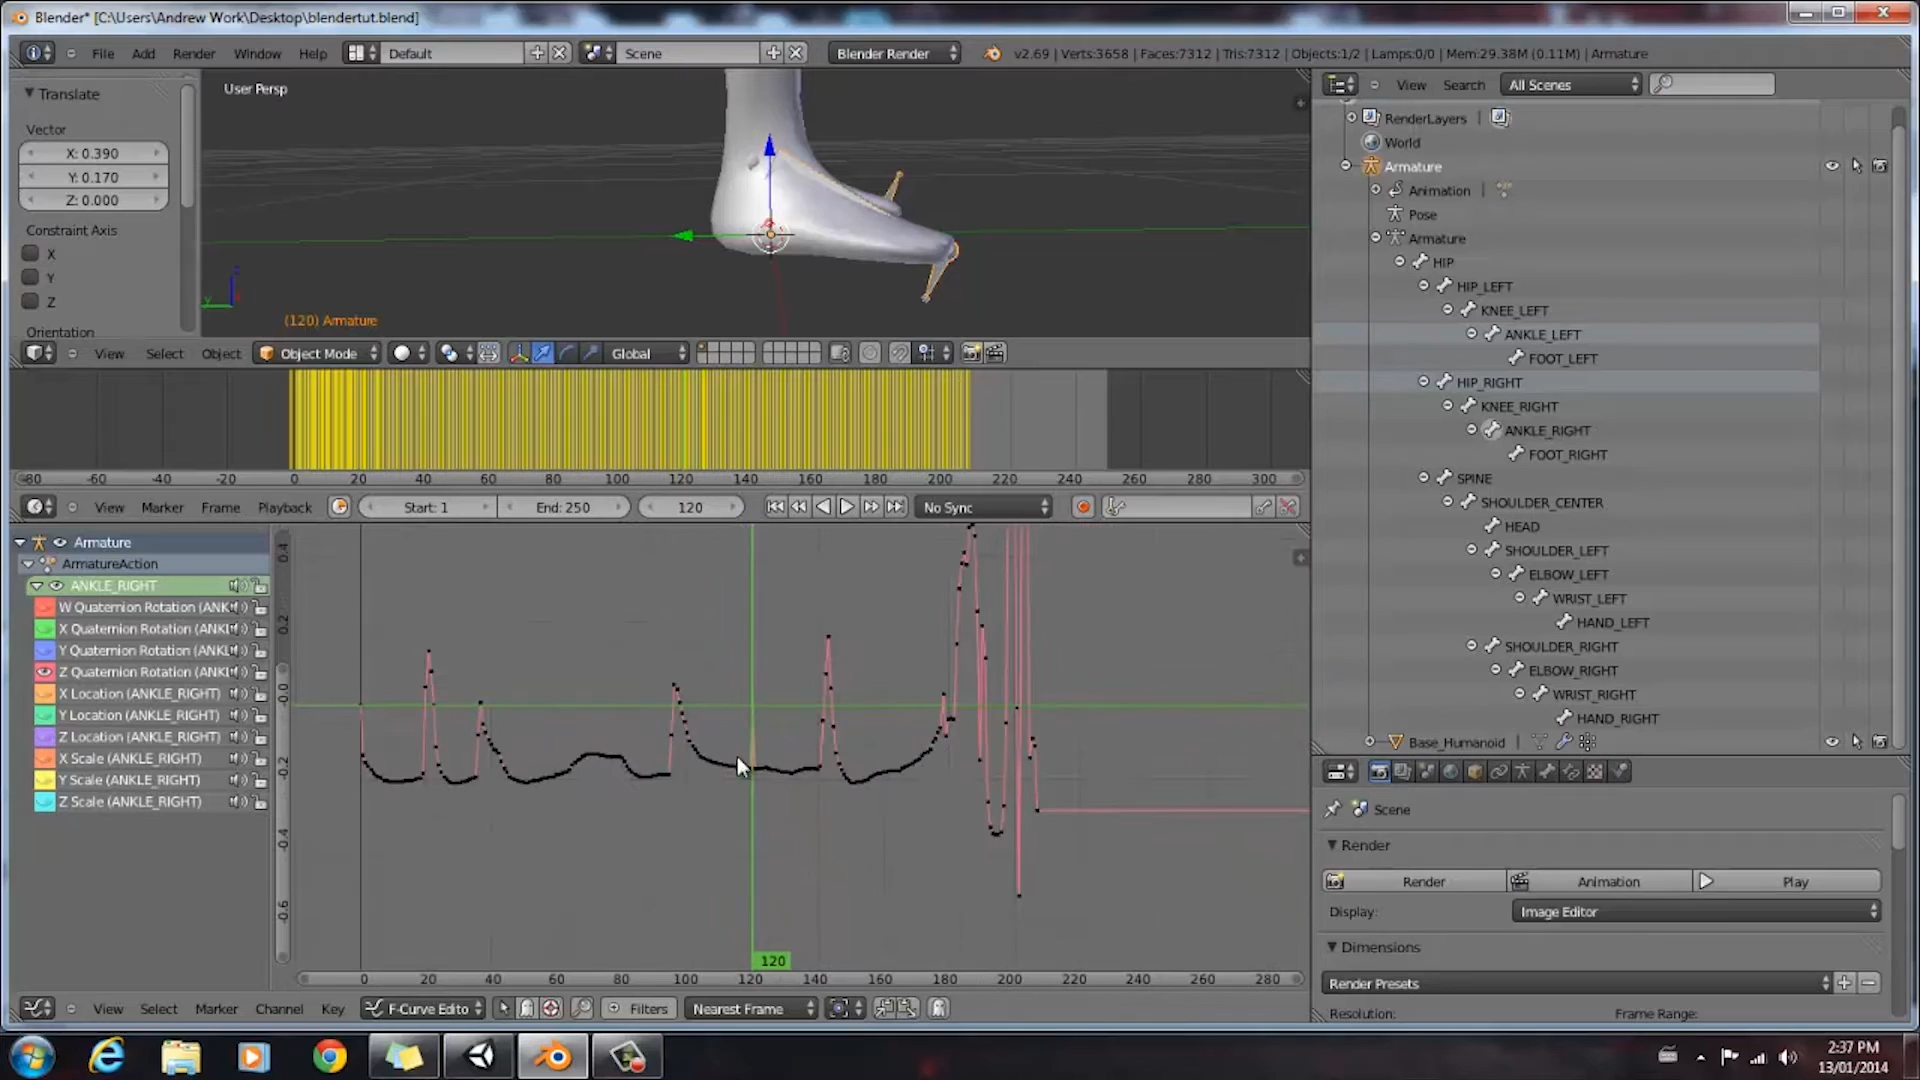 Blender* [C:\Users\Andrew Work\Desktop\blendertut.blend]
File Add Render Window Help Default Scene Blender Render v2.69 | Verts:3658 | Faces:7312 | Tris:7312 | Objects:1/2 | Lamps:0/0 | Mem:29.38M (0.11M) | Armature
Translate
Vector
X: 0.390
Y: 0.170
Z: 0.000
Constraint Axis
X
Y
Z
Orientation
User Persp
(120) Armature
View Select Object Object Mode Global
-80 -60 -40 -20 0 20 40 60 80 100 120 140 160 180 200 220 240 260 280 300
View Marker Frame Playback Start: 1 End: 250 120 No Sync
Armature
ArmatureAction
ANKLE_RIGHT
W Quaternion Rotation (ANK
X Quaternion Rotation (ANKL
Y Quaternion Rotation (ANKL
Z Quaternion Rotation (ANKL
X Location (ANKLE_RIGHT)
Y Location (ANKLE_RIGHT)
Z Location (ANKLE_RIGHT)
X Scale (ANKLE_RIGHT)
Y Scale (ANKLE_RIGHT)
Z Scale (ANKLE_RIGHT)
0.4
0.2
-0.0
-0.2
-0.4
-0.6
120
0 20 40 60 80 100 120 140 160 180 200 220 240 260 280
View Select Marker Channel Key F-Curve Edito Filters Nearest Frame
View Search All Scenes
RenderLayers
World
Armature
Animation
Pose
Armature
HIP
HIP_LEFT
KNEE_LEFT
ANKLE_LEFT
FOOT_LEFT
HIP_RIGHT
KNEE_RIGHT
ANKLE_RIGHT
FOOT_RIGHT
SPINE
SHOULDER_CENTER
HEAD
SHOULDER_LEFT
ELBOW_LEFT
WRIST_LEFT
HAND_LEFT
SHOULDER_RIGHT
ELBOW_RIGHT
WRIST_RIGHT
HAND_RIGHT
Base_Humanoid
Scene
Render
Render Animation Play
Display: Image Editor
Dimensions
Render Presets
Resolution: Frame Range:
2:37 PM
13/01/2014